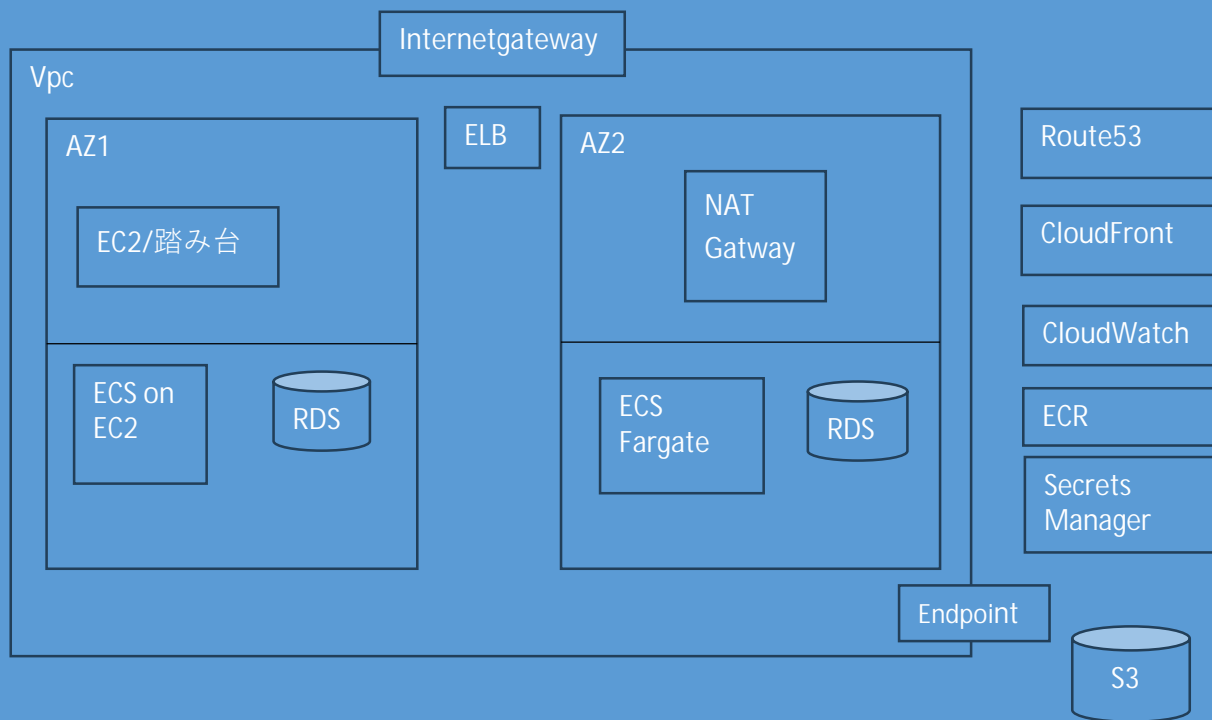 Internetgateway
Vpc
AZ1
ELB
AZ2
EC2/踏み台
NAT
Gatway
ECS on
EC2
RDS
ECS
Fargate
RDS
Endpoint
Route53
CloudFront
CloudWatch
ECR
Secrets
Manager
S3